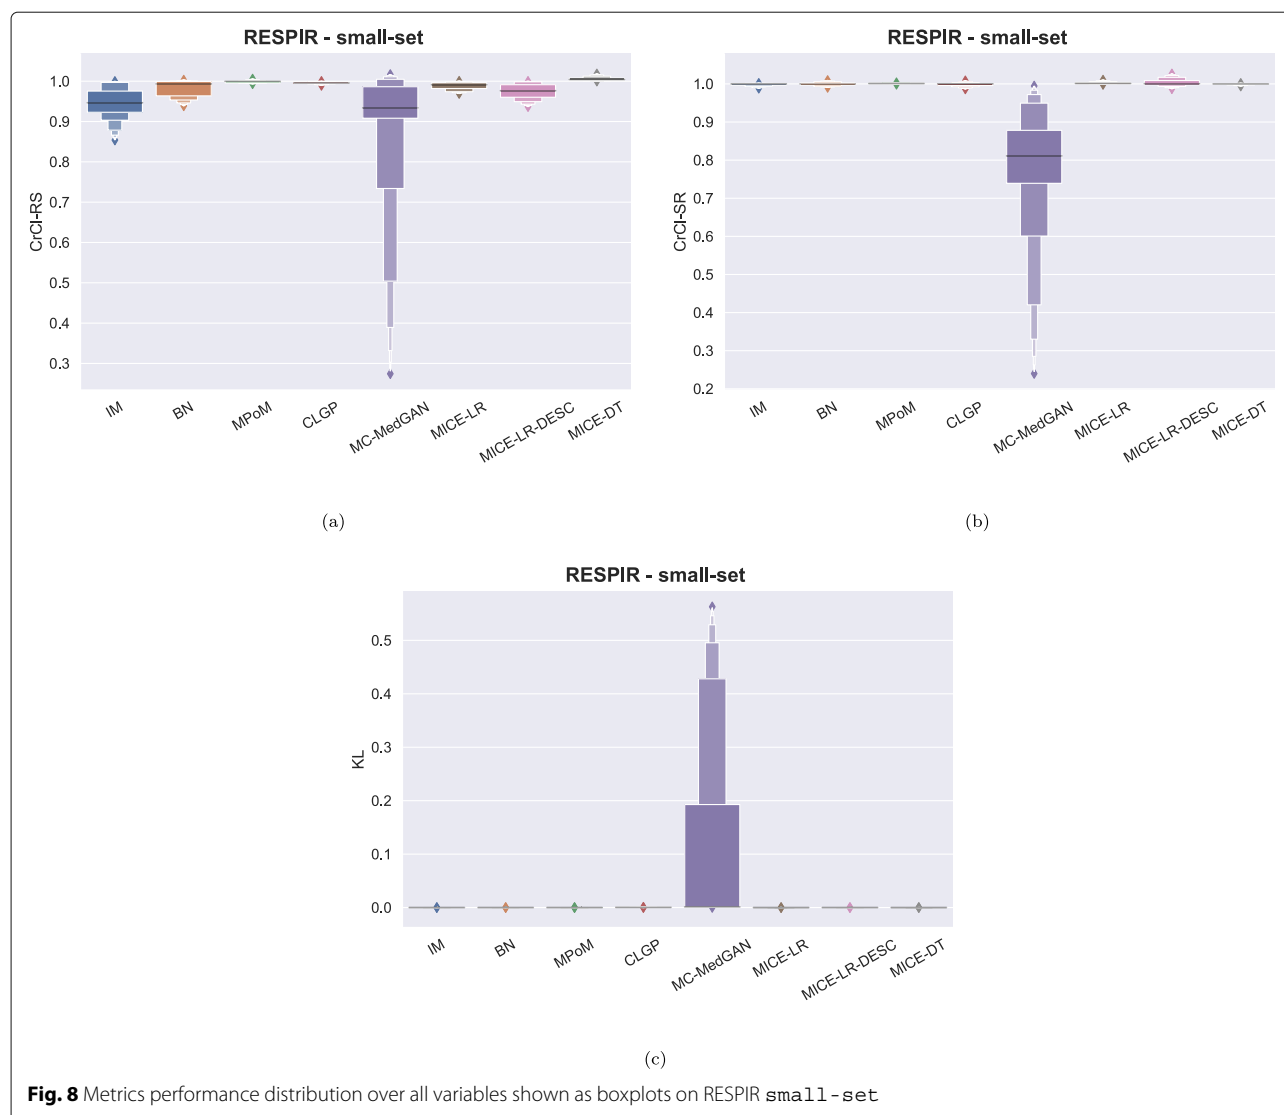 RESPIR - small-set
CrCl-RS
1.0
0.9
0.8
0.7
0.6
0.5
0.4
0.3
IM
BN
MPoM
CLGP
MC-MedGAN
MICE-LR
MICE-LR-DESC
MICE-DT
(a)
RESPIR - small-set
CrCl-SR
1.0
0.9
0.8
0.7
0.6
0.5
0.4
0.3
0.2
IM
BN
MPoM
CLGP
MC-MedGAN
MICE-LR
MICE-LR-DESC
MICE-DT
(b)
RESPIR - small-set
KL
0.5
0.4
0.3
0.2
0.1
0.0
IM
BN
MPoM
CLGP
MC-MedGAN
MICE-LR
MICE-LR-DESC
MICE-DT
(c)
Fig. 8 Metrics performance distribution over all variables shown as boxplots on RESPIR small-set